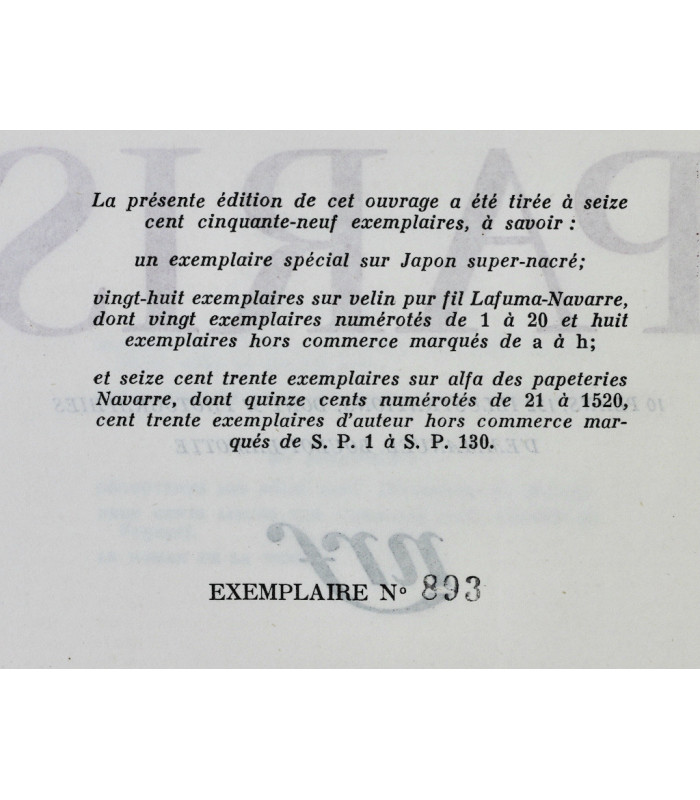 La présente édition de cet ouvrage a été tirée à seize
cent cinquante-neuf exemplaires, à savoir :
un exemplaire spécial sur Japon super-nacré;
vingt-huit exemplaires sur velin pur fil Lafuma-Navarre,
dont vingt exemplaires numérotés de 1 à 20 et huit
exemplaires hors commerce marqués de a à h;
et seize cent trente exemplaires sur alfa des papeteries
Navarre, dont quinze cents numérotés de 21 à 1520,
cent trente exemplaires d'auteur hors commerce mar-
qués de S. P. 1 à S. P. 130.
PARIS
nrf
EXEMPLAIRE Nº 893